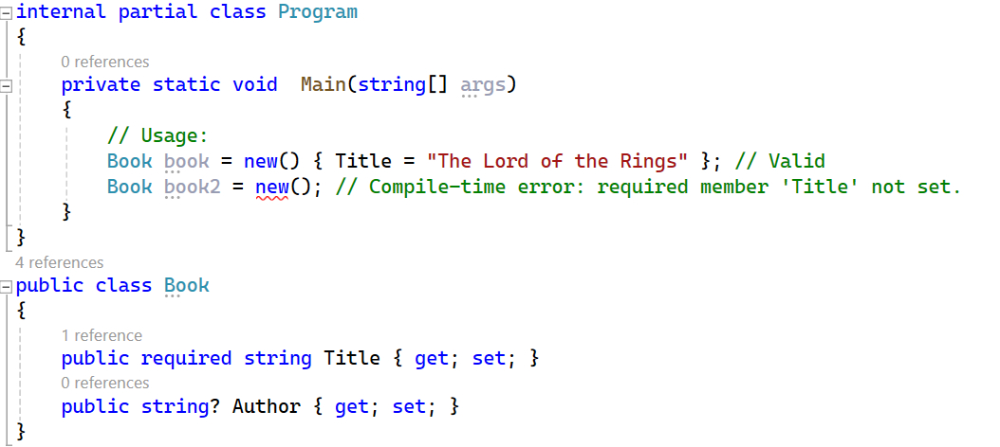 internal partial class Program
{
0 references
private static void  Main(string[] args)
{
// Usage:
Book book = new() { Title = "The Lord of the Rings" }; // Valid
Book book2 = new(); // Compile-time error: required member 'Title' not set.
}
}
4 references
public class Book
{
1 reference
public required string Title { get; set; }
0 references
public string? Author { get; set; }
}